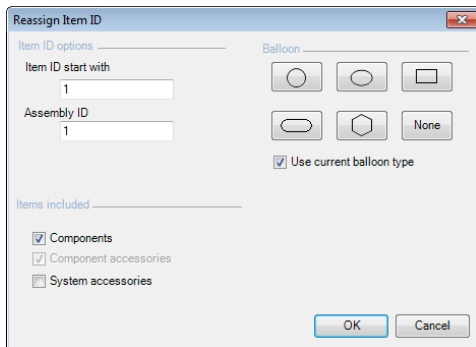 Reassign Item ID
Item ID options
Item ID start with
1
Assembly ID
1
Balloon
None
Use current balloon type
Items included
Components
Component accessories
System accessories
OK
Cancel